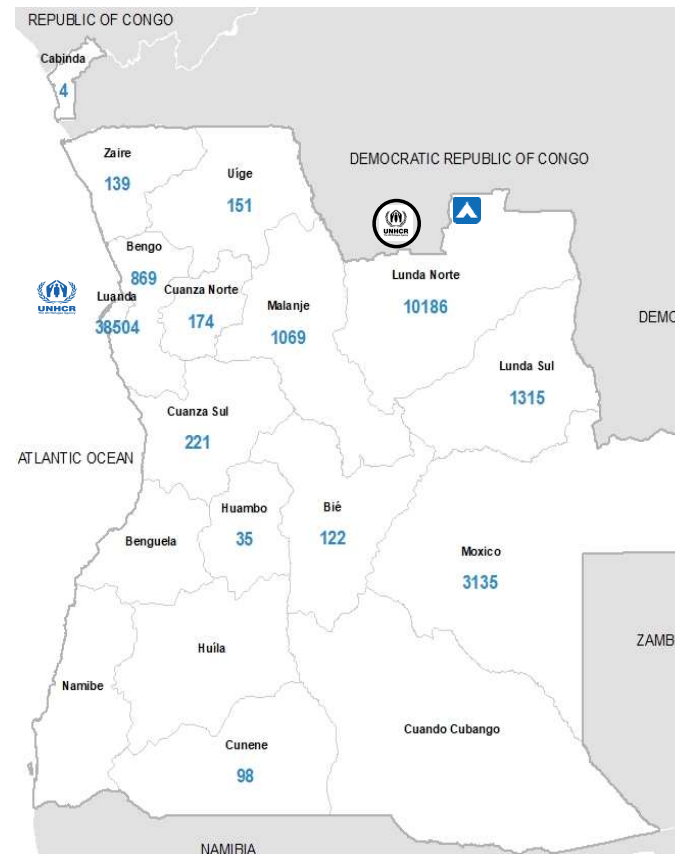 REPUBLIC OF CONGO
Cabinda
4
Zaire
139
Uíge
151
DEMOCRATIC REPUBLIC OF CONGO
UNHCR
Bengo
869
Lunda Norte
10186
UNHCR
Luanda
38504
Cuanza Norte
174
Malanje
1069
DEMO
Lunda Sul
1315
Cuanza Sul
221
ATLANTIC OCEAN
Huambo
35
Bié
122
Benguela
Moxico
3135
ZAMB
Huíla
Namibe
Cuando Cubango
Cunene
98
NAMIBIA